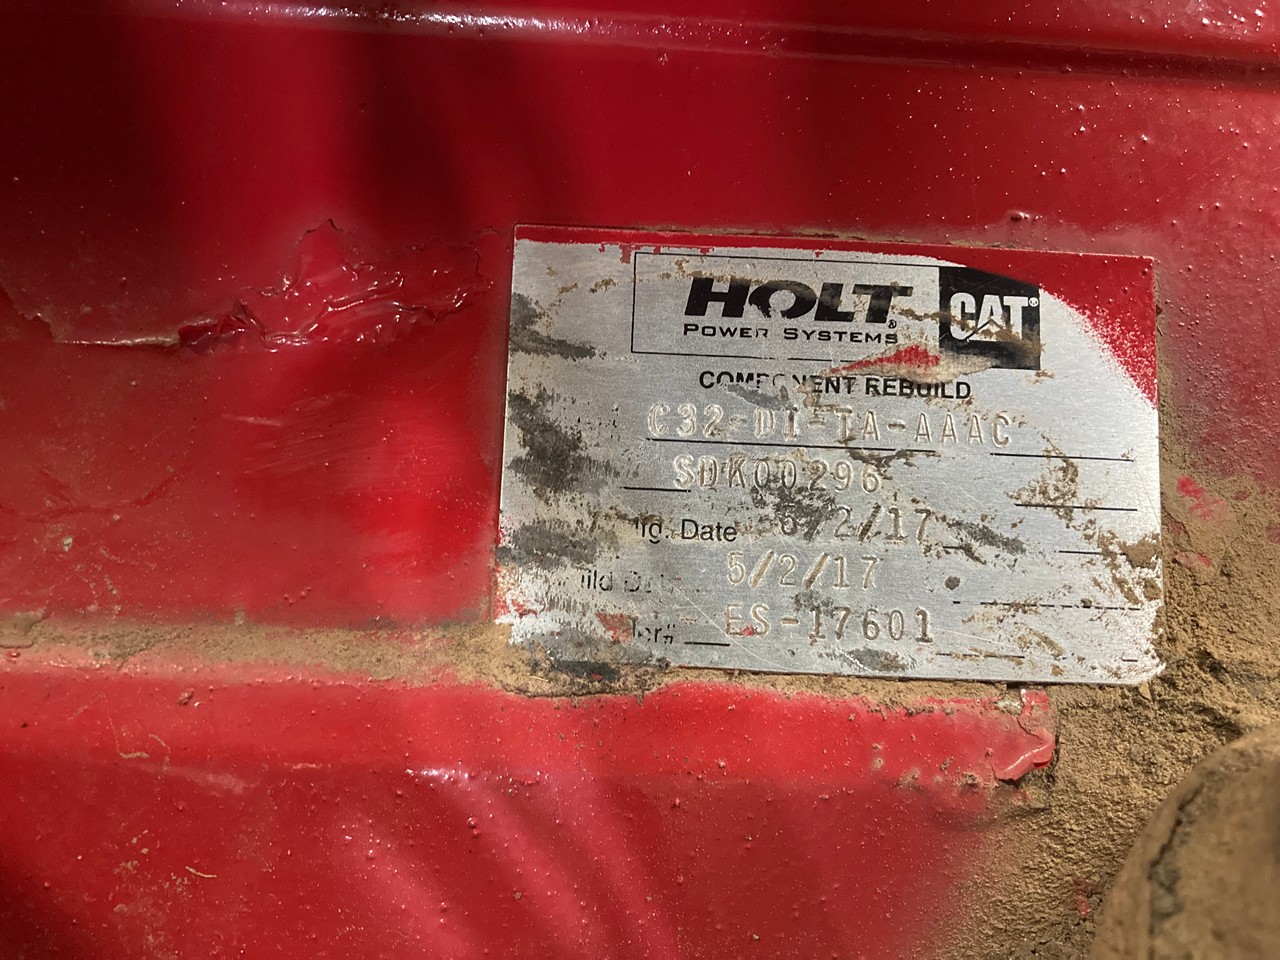 HOLT CAT®
POWER SYSTEMS®
COMPONENT REBUILD
C32-DI-TA-AAAC
SDK00296
Date /2/17
5/2/17
ES-17601